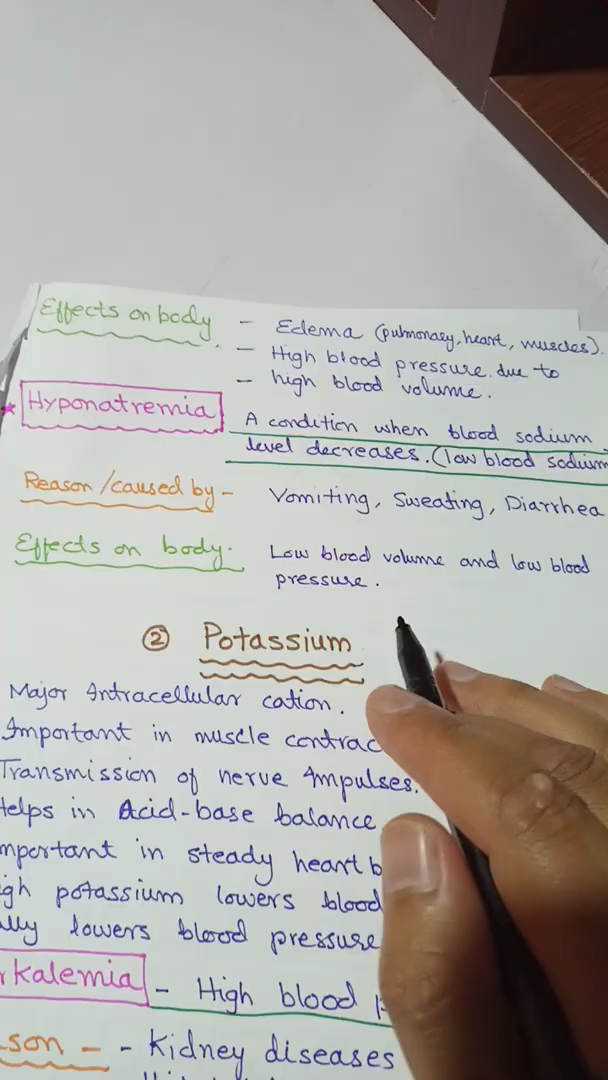 Effects on body - Edema (pulmonary, heart, muscles).
- High blood pressure due to
- high blood volume.
Hyponatremia A condition when blood sodium
level decreases. (low blood sodium
Reason/caused by - Vomiting, Sweating, Diarrhea
Effects on body. Low blood volume and low blood
pressure.
② Potassium
Major Intracellular cation.
Important in muscle contrac
Transmission of nerve Impulses.
Helps in Acid-base balance
mportant in steady heart b
igh potassium lowers blood
lly lowers blood pressure
rkalemia - High blood p
son - - Kidney diseases